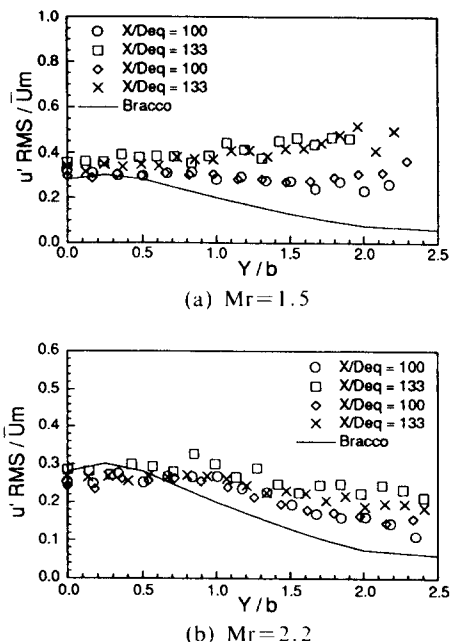 1.0
0.8
0.6
0.4
0.2
0.0
u' RMS / Um
X/Deq = 100
X/Deq = 133
X/Deq = 100
X/Deq = 133
Bracco
0.0 0.5 1.0 1.5 2.0 2.5
Y / b
(a) Mr=1.5
0.6
0.5
0.4
0.3
0.2
0.1
0.0
u' RMS / Um
X/Deq = 100
X/Deq = 133
X/Deq = 100
X/Deq = 133
Bracco
0.0 0.5 1.0 1.5 2.0 2.5
Y / b
(b) Mr=2.2